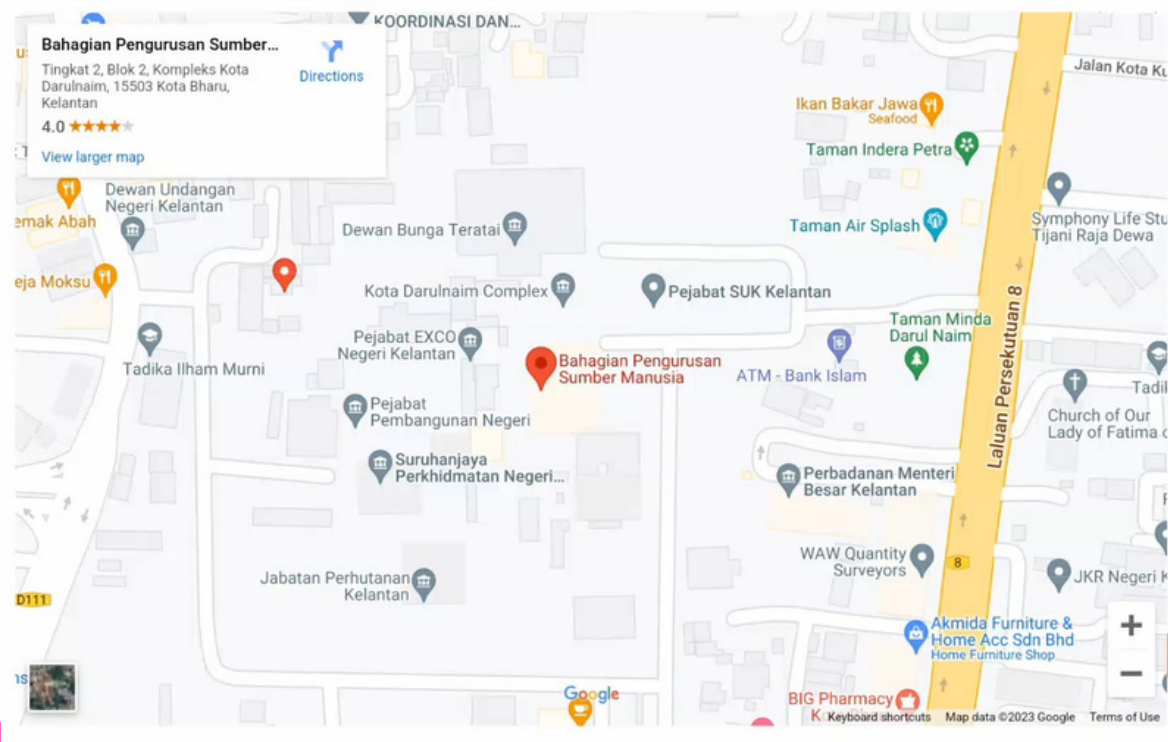 KOORDINASI DAN...
Bahagian Pengurusan Sumber...
Tingkat 2, Blok 2, Kompleks Kota
Darulnaim, 15503 Kota Bharu,
Kelantan
4.0
View larger map
Directions
Jalan Kota Ku
Ikan Bakar Jawa
Seafood
Taman Indera Petra
Dewan Undangan
Negeri Kelantan
emak Abah
Dewan Bunga Teratai
Taman Air Splash
Symphony Life Stu
Tijani Raja Dewa
eja Moksu
Kota Darulnaim Complex
Pejabat SUK Kelantan
Laluan Persekutuan 8
Pejabat EXCO
Negeri Kelantan
Taman Minda
Darul Naim
Tadika Ilham Murni
Bahagian Pengurusan
Sumber Manusia
ATM - Bank Islam
Tadik
Pejabat
Pembangunan Negeri
Church of Our
Lady of Fatima
Suruhanjaya
Perkhidmatan Negeri...
Perbadanan Menteri
Besar Kelantan
WAW Quantity
Surveyors
8
Jabatan Perhutanan
Kelantan
JKR Negeri K
D111
Akmida Furniture &
Home Acc Sdn Bhd
Home Furniture Shop
+
−
Google
BIG Pharmacy
Keyboard shortcuts
Map data ©2023 Google
Terms of Use